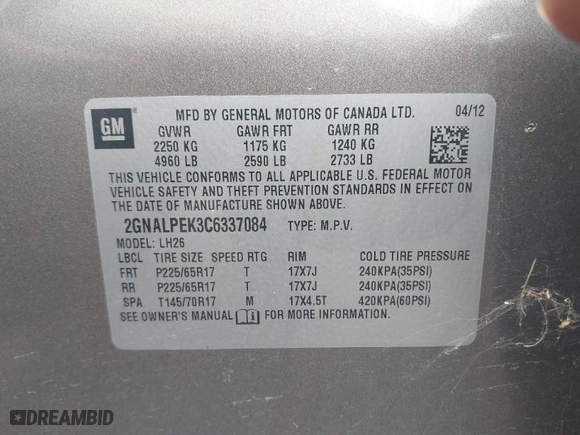 GM
MFD BY GENERAL MOTORS OF CANADA LTD. 04/12
GVWR GAWR FRT GAWR RR
2250 KG 1175 KG 1240 KG
4960 LB 2590 LB 2733 LB
THIS VEHICLE CONFORMS TO ALL APPLICABLE U.S. FEDERAL MOTOR
VEHICLE SAFETY AND THEFT PREVENTION STANDARDS IN EFFECT ON
THE DATE OF MANUFACTURE SHOWN ABOVE.
2GNALPEK3C6337084 TYPE: M.P.V.
MODEL: LH26
LBCL TIRE SIZE SPEED RTG RIM COLD TIRE PRESSURE
FRT P225/65R17 T 17X7J 240KPA(35PSI)
RR P225/65R17 T 17X7J 240KPA(35PSI)
SPA T145/70R17 M 17X4.5T 420KPA(60PSI)
SEE OWNER'S MANUAL FOR MORE INFORMATION.
DREAMBID